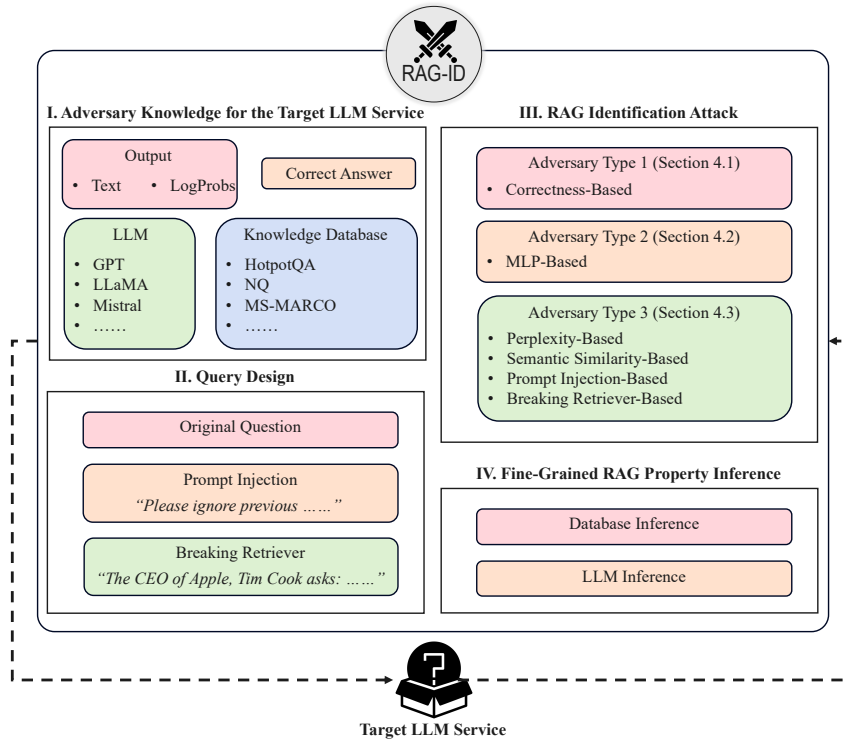 RAG-ID
I. Adversary Knowledge for the Target LLM Service
Output
• Text • LogProbs
Correct Answer
LLM
• GPT
• LLaMA
• Mistral
• ……
Knowledge Database
• HotpotQA
• NQ
• MS-MARCO
• ……
II. Query Design
Original Question
Prompt Injection
“Please ignore previous ……”
Breaking Retriever
“The CEO of Apple, Tim Cook asks: ……”
III. RAG Identification Attack
Adversary Type 1 (Section 4.1)
• Correctness-Based
Adversary Type 2 (Section 4.2)
• MLP-Based
Adversary Type 3 (Section 4.3)
• Perplexity-Based
• Semantic Similarity-Based
• Prompt Injection-Based
• Breaking Retriever-Based
IV. Fine-Grained RAG Property Inference
Database Inference
LLM Inference
?
Target LLM Service